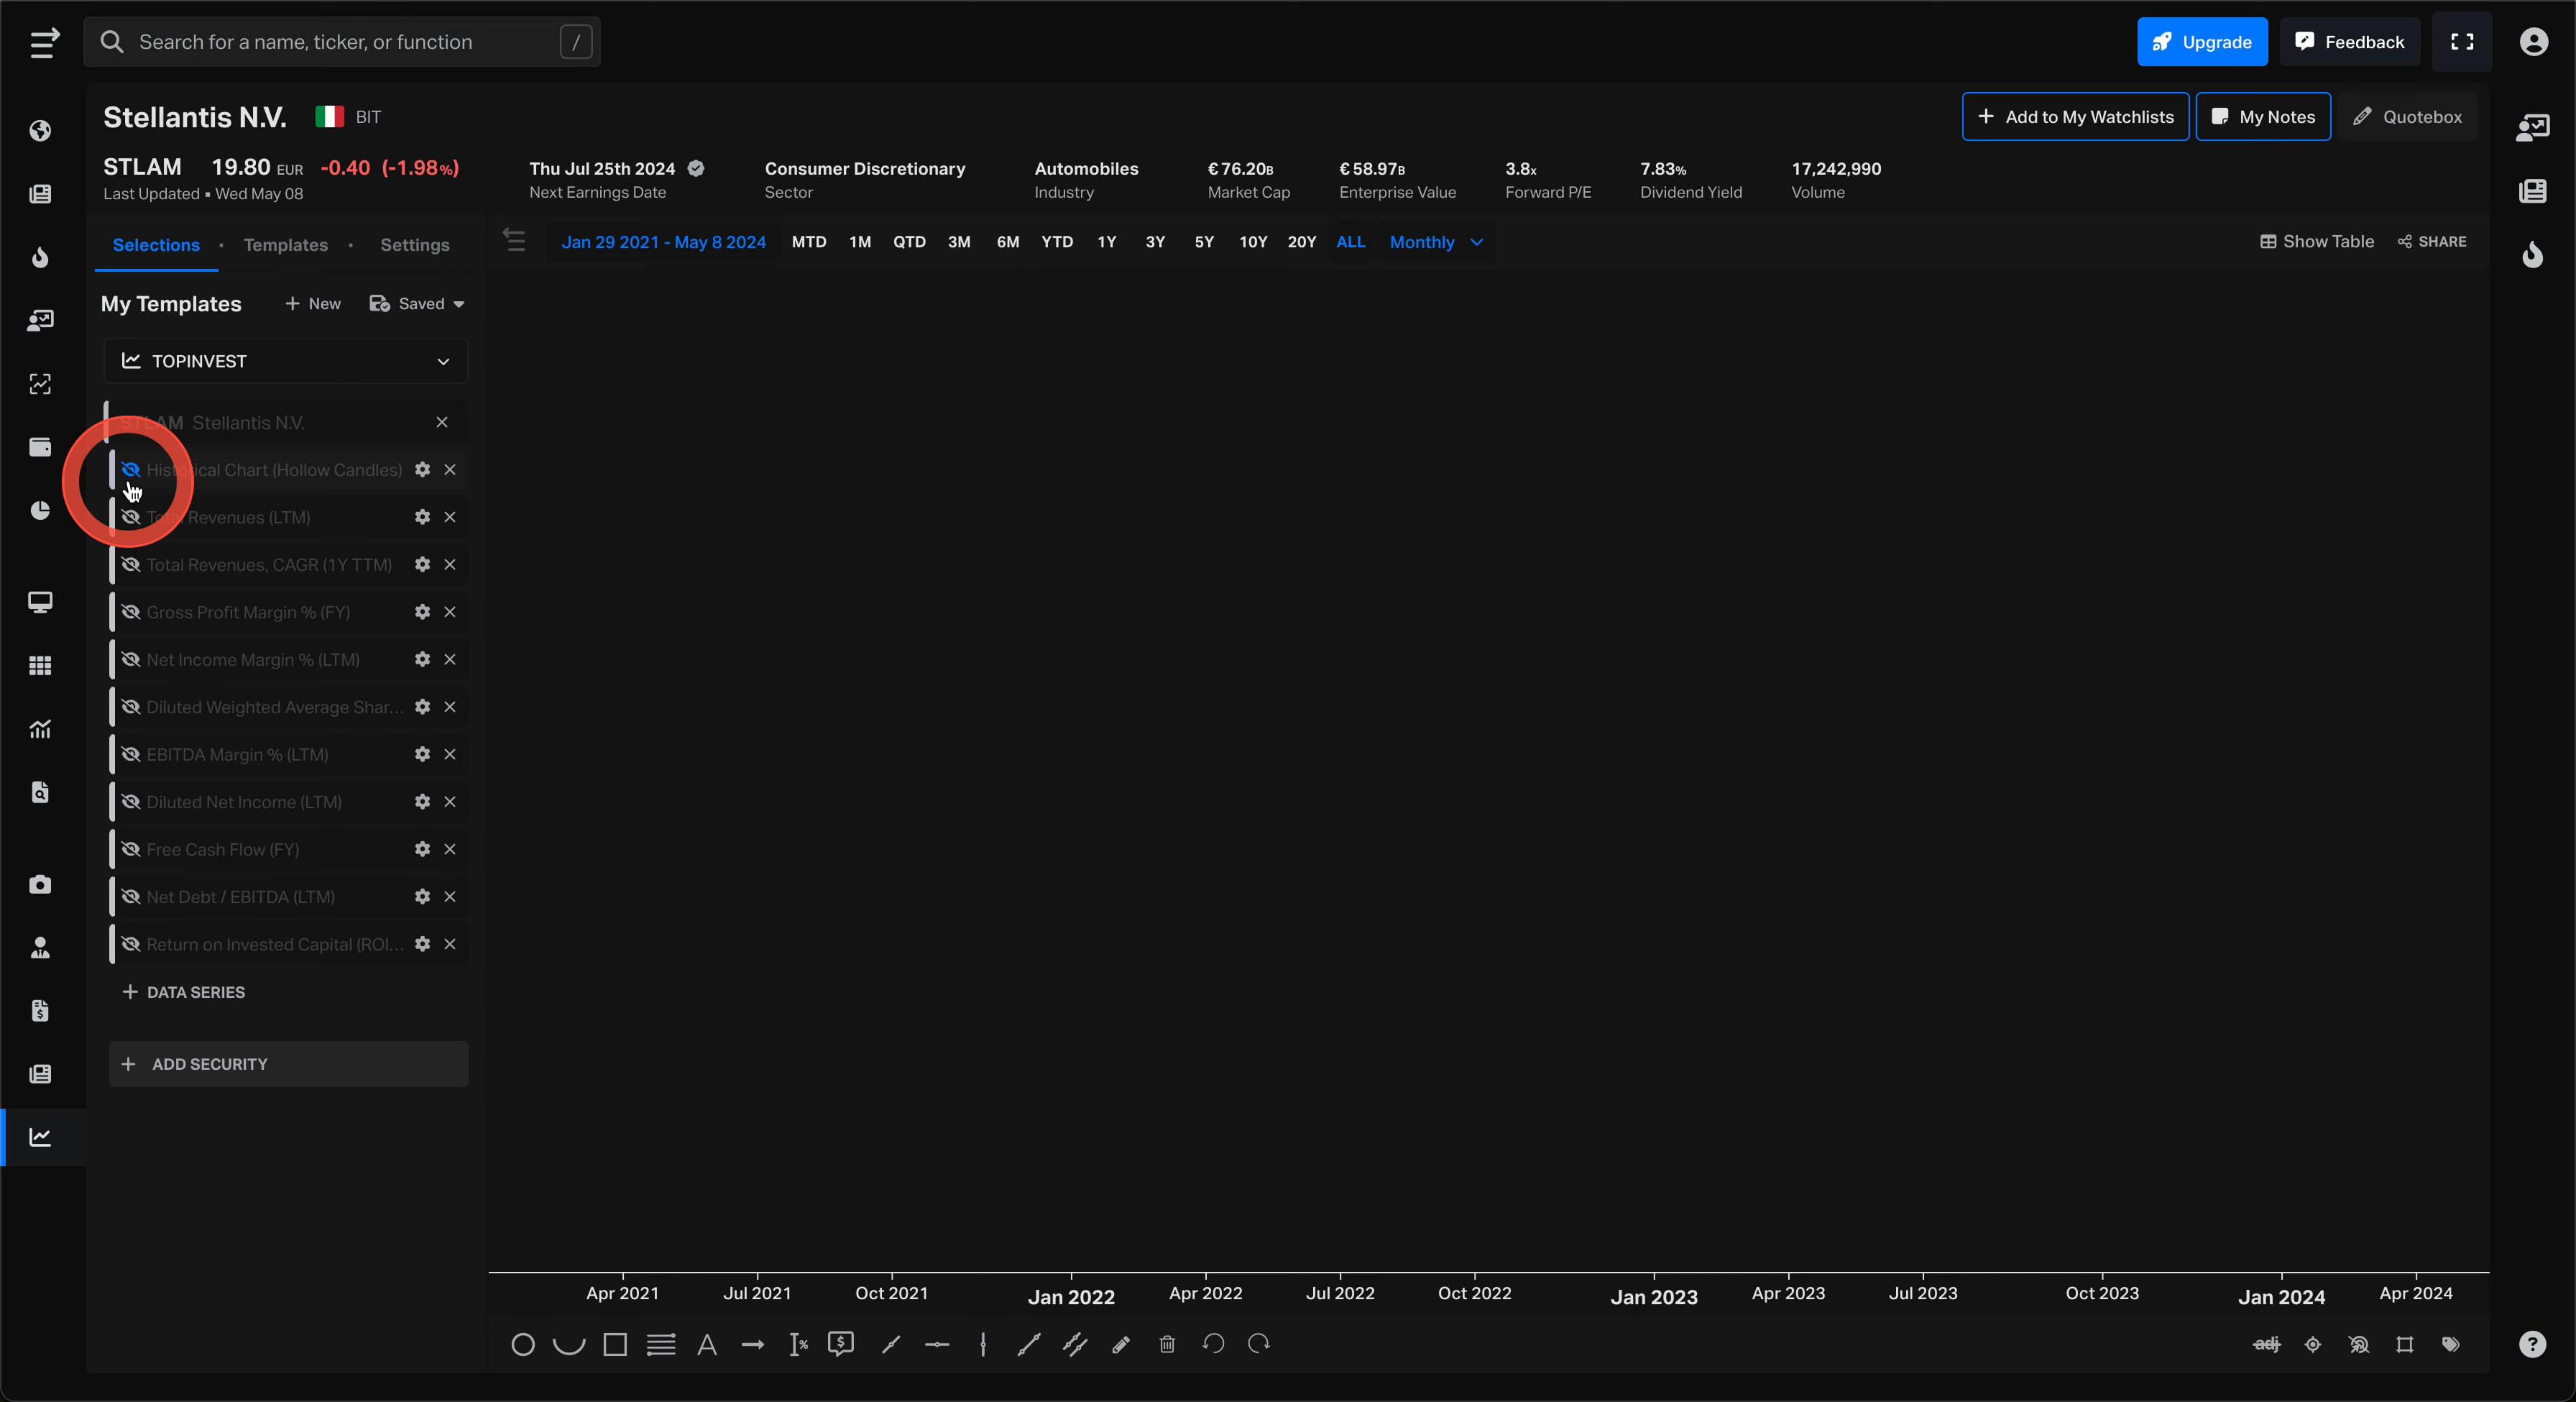 Search for a name, ticker, or function /
Upgrade
Feedback
Stellantis N.V. BIT
+ Add to My Watchlists
My Notes
Quotebox
STLAM 19.80 EUR -0.40 (-1.98%)
Last Updated ▪ Wed May 08
Thu Jul 25th 2024
Next Earnings Date
Consumer Discretionary
Sector
Automobiles
Industry
€76.20B
Market Cap
€58.97B
Enterprise Value
3.8x
Forward P/E
7.83%
Dividend Yield
17,242,990
Volume
Selections · Templates · Settings
Jan 29 2021 - May 8 2024 MTD 1M QTD 3M 6M YTD 1Y 3Y 5Y 10Y 20Y ALL Monthly
Show Table
SHARE
My Templates + New Saved
TOPINVEST
STLAM Stellantis N.V.
Historical Chart (Hollow Candles)
Total Revenues (LTM)
Total Revenues, CAGR (1Y TTM)
Gross Profit Margin % (FY)
Net Income Margin % (LTM)
Diluted Weighted Average Shar...
EBITDA Margin % (LTM)
Diluted Net Income (LTM)
Free Cash Flow (FY)
Net Debt / EBITDA (LTM)
Return on Invested Capital (ROI...
+ DATA SERIES
+ ADD SECURITY
Apr 2021 Jul 2021 Oct 2021 Jan 2022 Apr 2022 Jul 2022 Oct 2022 Jan 2023 Apr 2023 Jul 2023 Oct 2023 Jan 2024 Apr 2024
A
%
$
adj
?